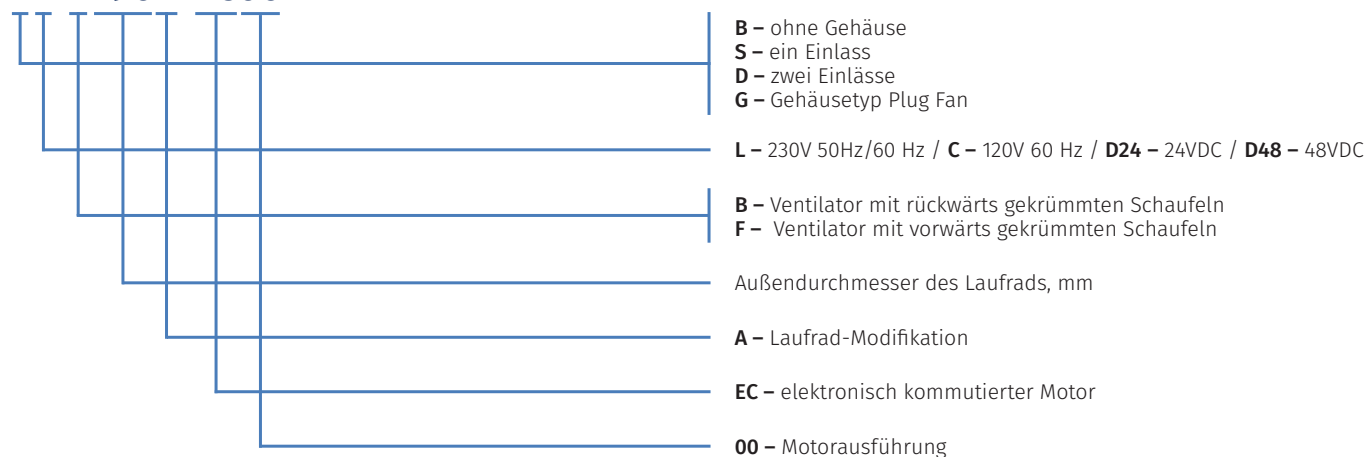 B – ohne Gehäuse
S – ein Einlass
D – zwei Einlässe
G – Gehäusetyp Plug Fan
L – 230V 50Hz/60 Hz / C – 120V 60 Hz / D24 – 24VDC / D48 – 48VDC
B – Ventilator mit rückwärts gekrümmten Schaufeln
F – Ventilator mit vorwärts gekrümmten Schaufeln
Außendurchmesser des Laufrads, mm
A – Laufrad-Modifikation
EC – elektronisch kommutierter Motor
00 – Motorausführung